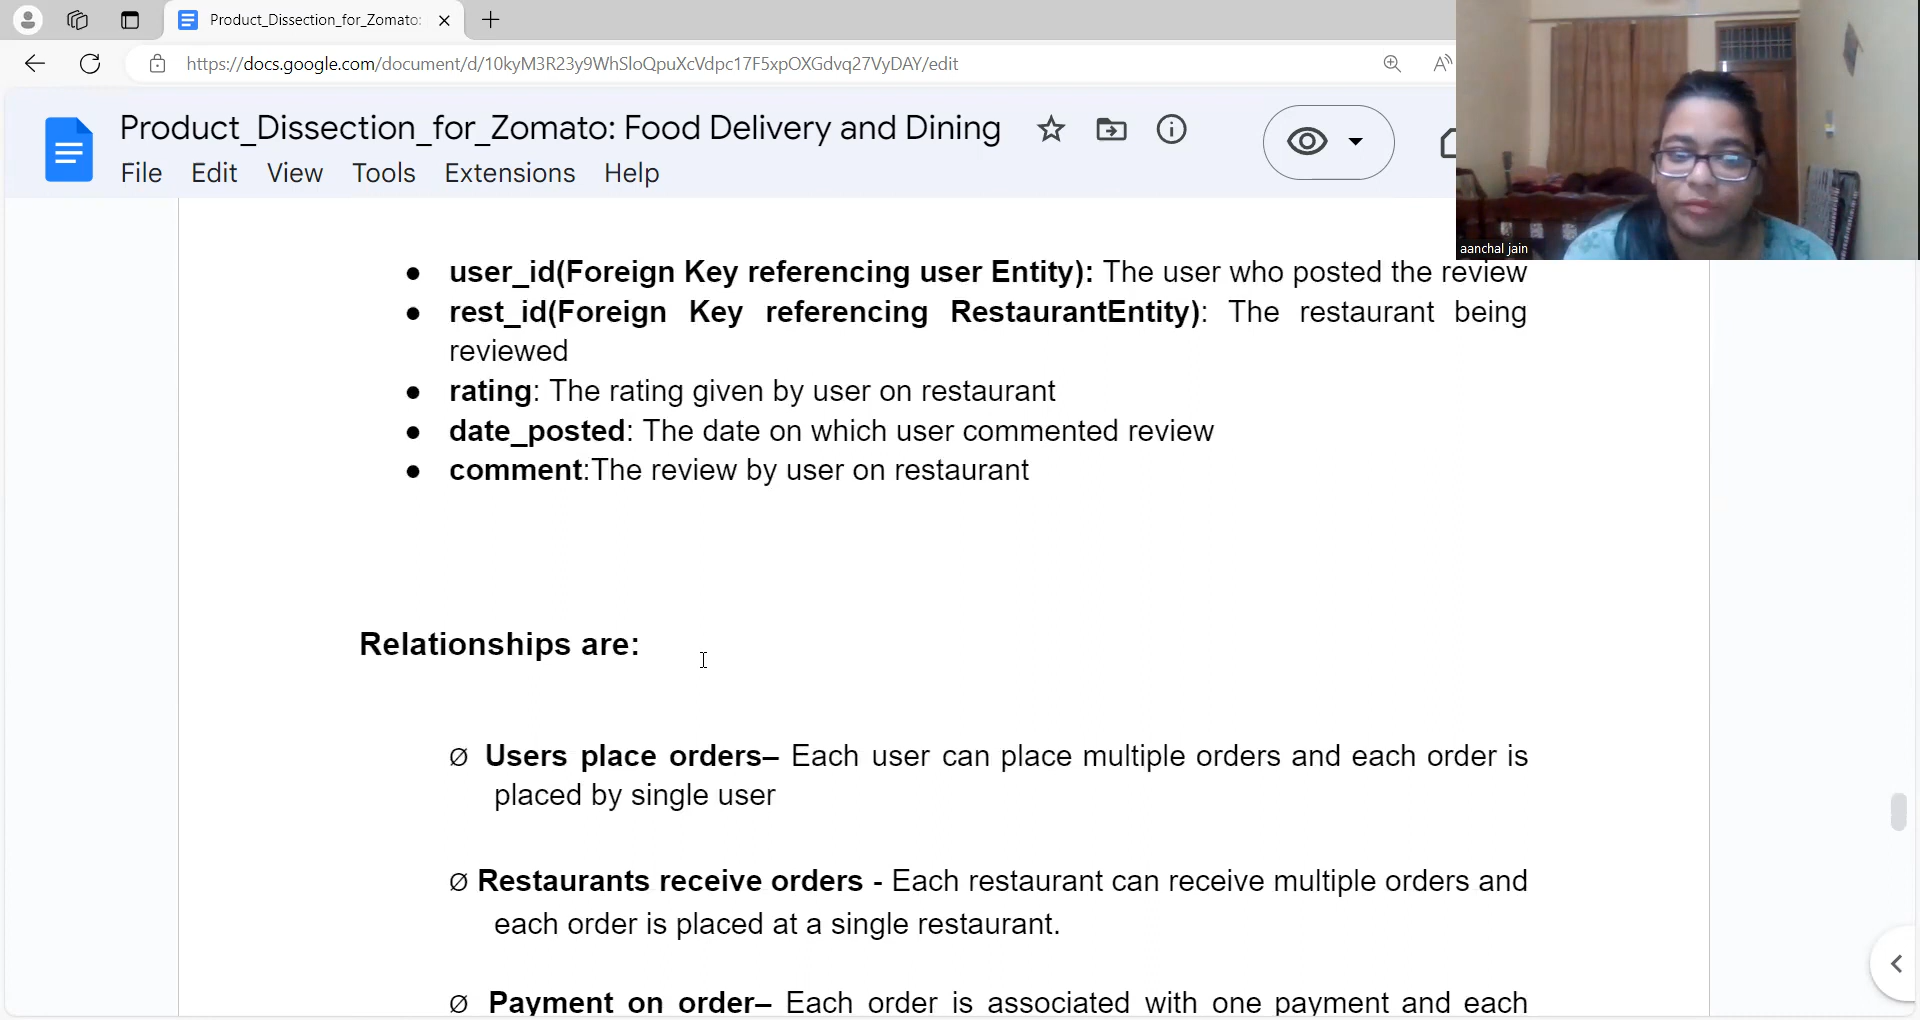 Product_Dissection_for_Zomato:
https://docs.google.com/document/d/10kyM3R23y9WhSloQpuXcVdpc17F5xpOXGdvq27VyDAY/edit
Product_Dissection_for_Zomato: Food Delivery and Dining
File Edit View Tools Extensions Help
aanchal jain
● user_id(Foreign Key referencing user Entity): The user who posted the review
● rest_id(Foreign Key referencing RestaurantEntity): The restaurant being
reviewed
● rating: The rating given by user on restaurant
● date_posted: The date on which user commented review
● comment:The review by user on restaurant
Relationships are:
Ø Users place orders– Each user can place multiple orders and each order is
placed by single user
Ø Restaurants receive orders - Each restaurant can receive multiple orders and
each order is placed at a single restaurant.
Ø Payment on order– Each order is associated with one payment and each